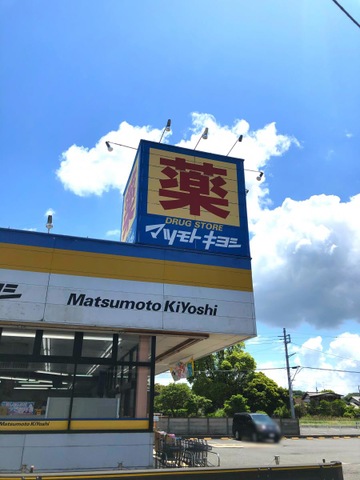 薬
DRUG STORE
マツモトキヨシ
Matsumoto KiYoshi
Matsumoto KiYoshi